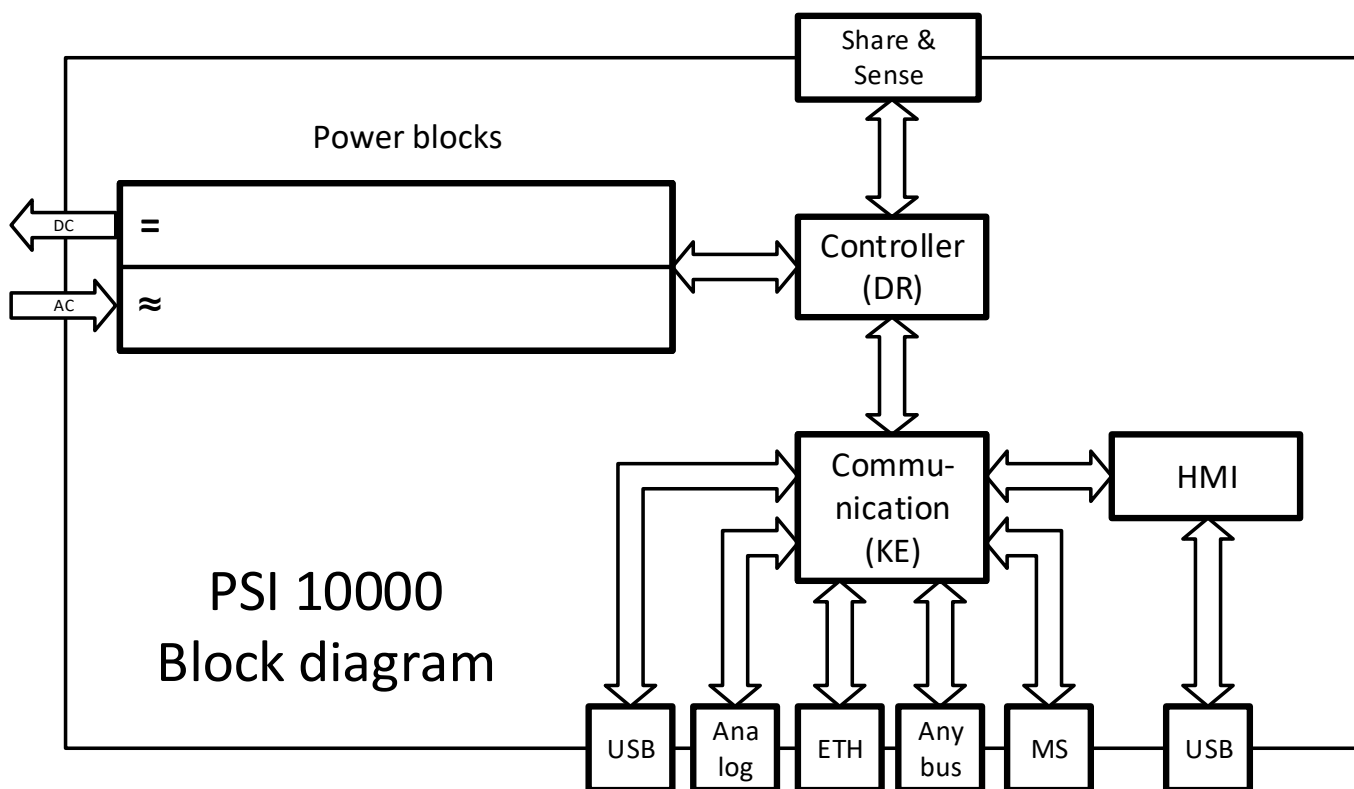 Share &
Sense
Power blocks
DC
=
AC
≈
Controller
(DR)
Commu-
nication
(KE)
HMI
PSI 10000
Block diagram
USB
Ana
log
ETH
Any
bus
MS
USB